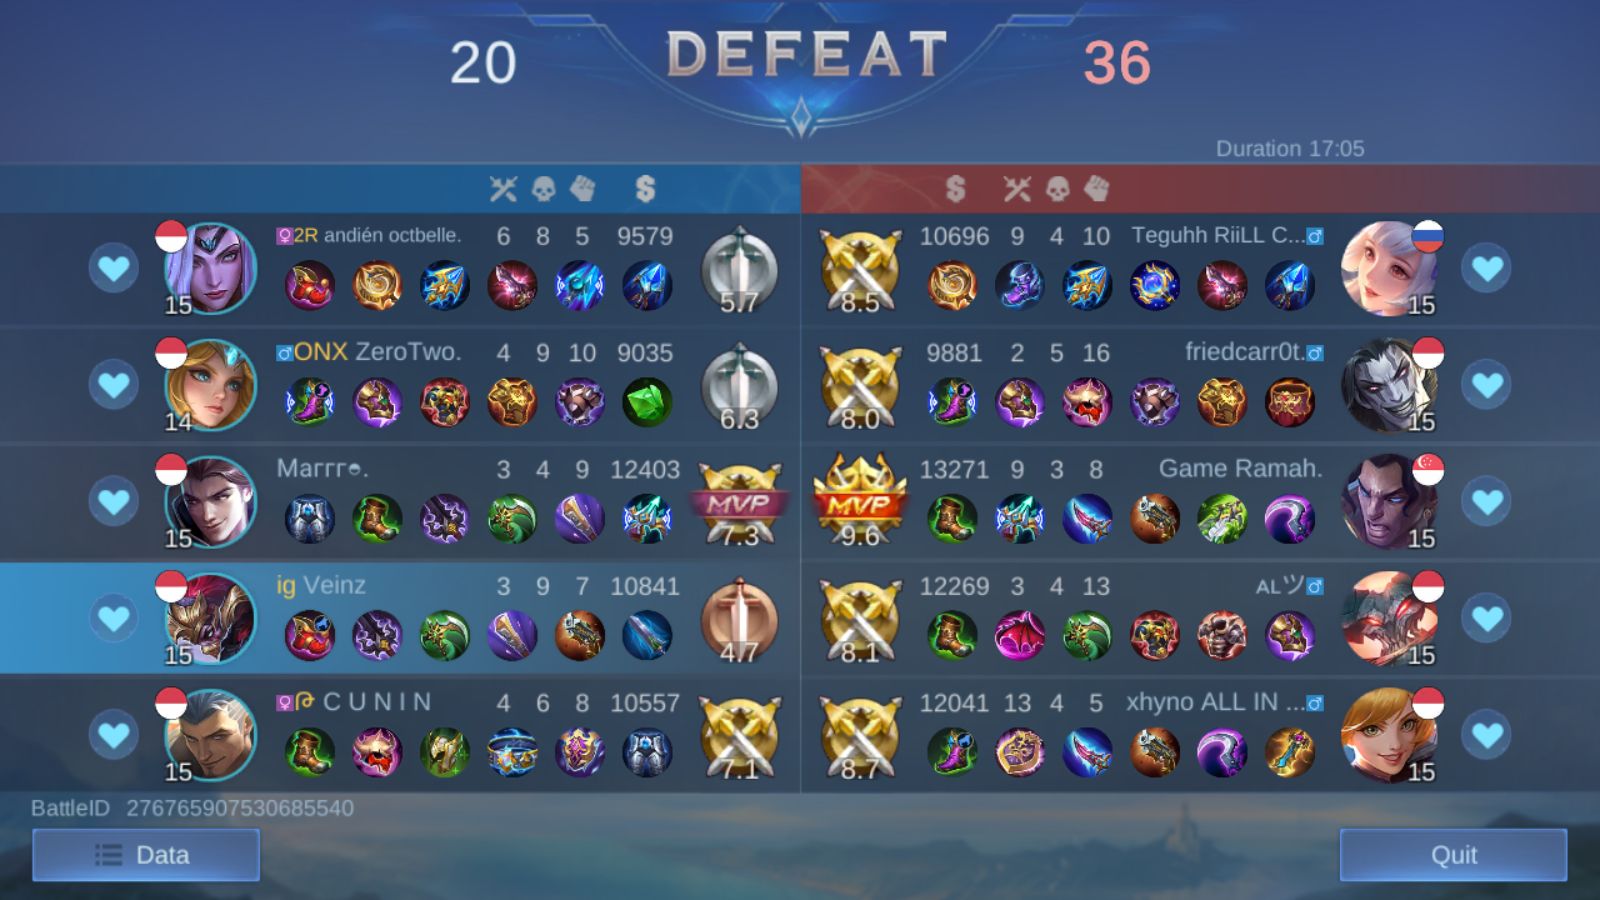 20 DEFEAT 36
Duration 17:05
2R andién octbelle. 6 8 5 9579 5.7 15
8.5 10696 9 4 10 Teguhh RiiLL C... 15
ONX ZeroTwo. 4 9 10 9035 6.3 14
8.0 9881 2 5 16 friedcarr0t. 15
Marrr 3 4 9 12403 MVP 7.3 15
MVP 9.6 13271 9 3 8 Game Ramah. 15
ig Veinz 3 9 7 10841 4.7 15
8.1 12269 3 4 13 ALツ 15
C U N I N 4 6 8 10557 7.1 15
8.7 12041 13 4 5 xhyno ALL IN ... 15
BattleID 276765907530685540
Data
Quit